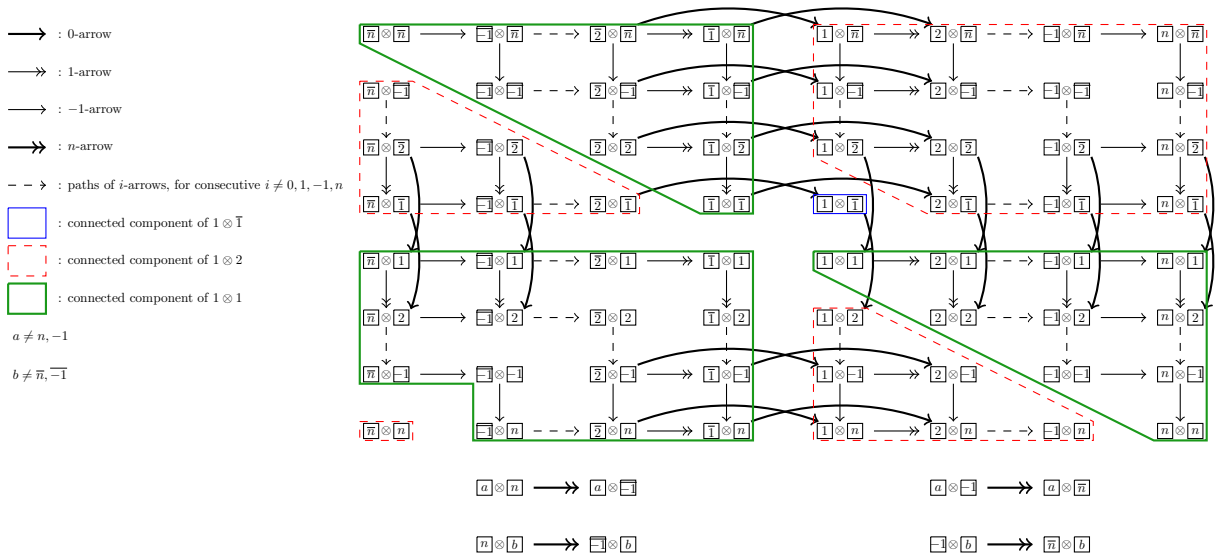 : 0-arrow
: 1-arrow
: −1-arrow
: n-arrow
: paths of i-arrows, for consecutive i ≠ 0, 1, −1, n
: connected component of 1 ⊗ 1̅
: connected component of 1 ⊗ 2
: connected component of 1 ⊗ 1
a ≠ n, −1
b ≠ n̅, −̅1̅
n̅ ⊗ n̅ −̅1̅ ⊗ n̅ 2̅ ⊗ n̅ 1̅ ⊗ n̅ 1 ⊗ n̅ 2 ⊗ n̅ −1 ⊗ n̅ n ⊗ n̅
n̅ ⊗ −̅1̅ −̅1̅ ⊗ −̅1̅ 2̅ ⊗ −̅1̅ 1̅ ⊗ −̅1̅ 1 ⊗ −̅1̅ 2 ⊗ −̅1̅ −1 ⊗ −̅1̅ n ⊗ −̅1̅
n̅ ⊗ 2̅ −̅1̅ ⊗ 2̅ 2̅ ⊗ 2̅ 1̅ ⊗ 2̅ 1 ⊗ 2̅ 2 ⊗ 2̅ −1 ⊗ 2̅ n ⊗ 2̅
n̅ ⊗ 1̅ −̅1̅ ⊗ 1̅ 2̅ ⊗ 1̅ 1̅ ⊗ 1̅ 1 ⊗ 1̅ 2 ⊗ 1̅ −1 ⊗ 1̅ n ⊗ 1̅
n̅ ⊗ 1 −̅1̅ ⊗ 1 2̅ ⊗ 1 1̅ ⊗ 1 1 ⊗ 1 2 ⊗ 1 −1 ⊗ 1 n ⊗ 1
n̅ ⊗ 2 −̅1̅ ⊗ 2 2̅ ⊗ 2 1̅ ⊗ 2 1 ⊗ 2 2 ⊗ 2 −1 ⊗ 2 n ⊗ 2
n̅ ⊗ −1 −̅1̅ ⊗ −1 2̅ ⊗ −1 1̅ ⊗ −1 1 ⊗ −1 2 ⊗ −1 −1 ⊗ −1 n ⊗ −1
n̅ ⊗ n −̅1̅ ⊗ n 2̅ ⊗ n 1̅ ⊗ n 1 ⊗ n 2 ⊗ n −1 ⊗ n n ⊗ n
a ⊗ n a ⊗ −̅1̅ a ⊗ −1 a ⊗ n̅
n ⊗ b −̅1̅ ⊗ b −1 ⊗ b n̅ ⊗ b